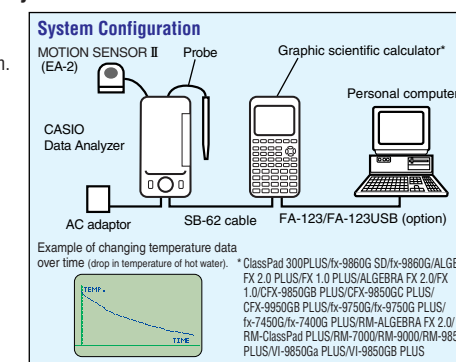 System Configuration
MOTION SENSOR II
(EA-2)
Probe
Graphic scientific calculator*
Personal computer
CASIO
Data Analyzer
AC adaptor
SB-62 cable
FA-123/FA-123USB (option)
Example of changing temperature data
over time (drop in temperature of hot water).
TEMP.
TIME
* ClassPad 300PLUS/fx-9860G SD/fx-9860G/
FX 2.0 PLUS/FX 1.0 PLUS/ALGEBRA FX 2.0/FX
1.0/CFX-9850GB PLUS/CFX-9850GC PLUS/
CFX-9950GB PLUS/fx-9750G/fx-9750G PLUS/
fx-7450G/fx-7400G PLUS/RM-ALGEBRA FX 2.0/
RM-ClassPad PLUS/RM-7000/RM-9000/
PLUS/VI-9850Ga PLUS/VI-9850GB PLUS